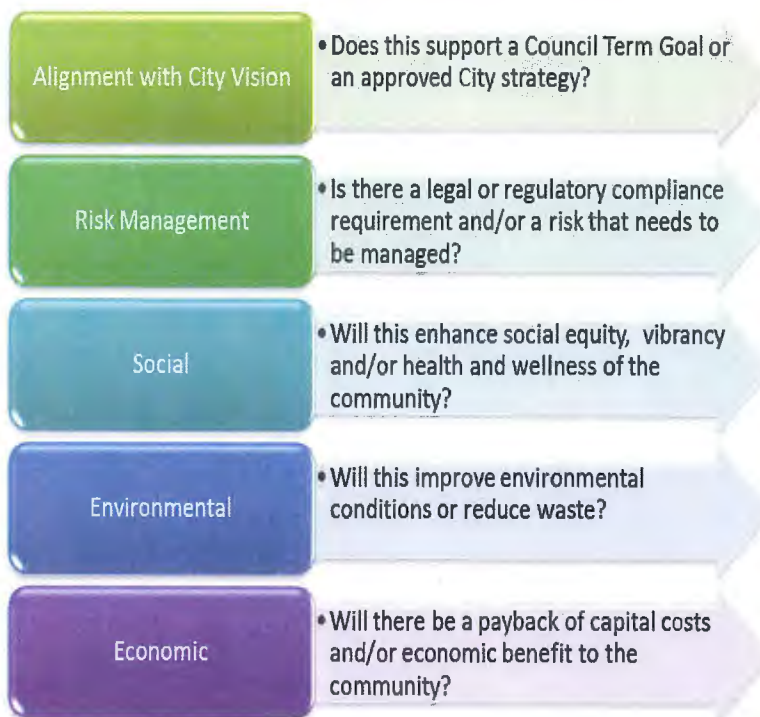 Alignment with City Vision
• Does this support a Council Term Goal or
an approved City strategy?
Risk Management
• Is there a legal or regulatory compliance
requirement and/or a risk that needs to
be managed?
Social
• Will this enhance social equity, vibrancy
and/or health and wellness of the
community?
Environmental
• Will this improve environmental
conditions or reduce waste?
Economic
• Will there be a payback of capital costs
and/or economic benefit to the
community?